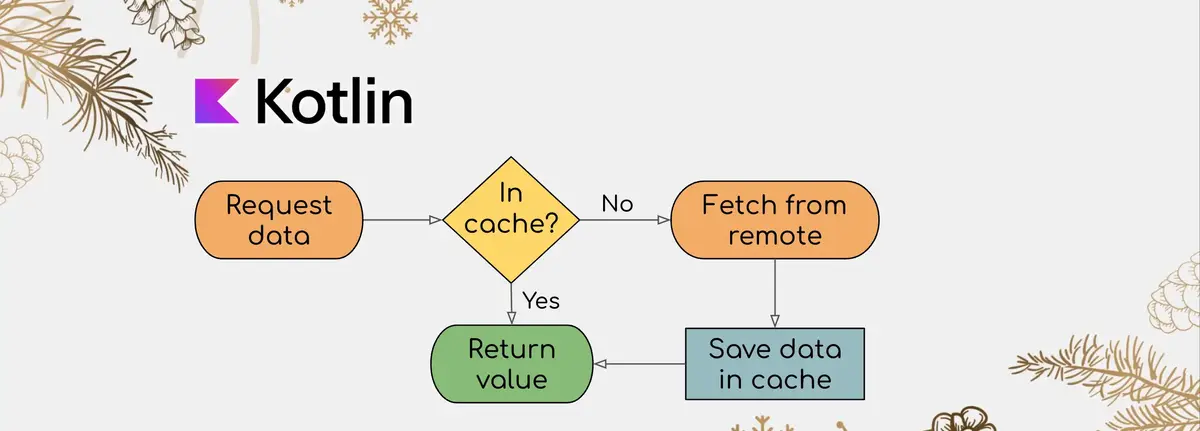 Kotlin
Request
data
In
cache?
No
Fetch from
remote
Yes
Return
value
Save data
in cache